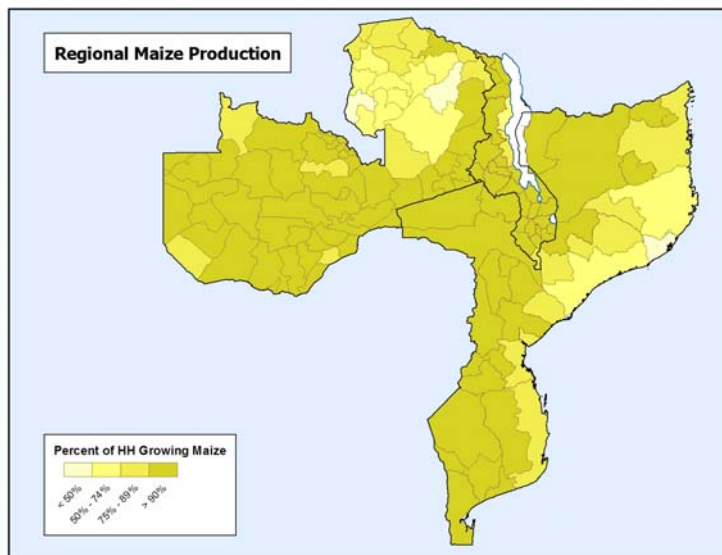 Regional Maize Production
Percent of HH Growing Maize
< 50%
50% - 74%
75% - 89%
> 90%